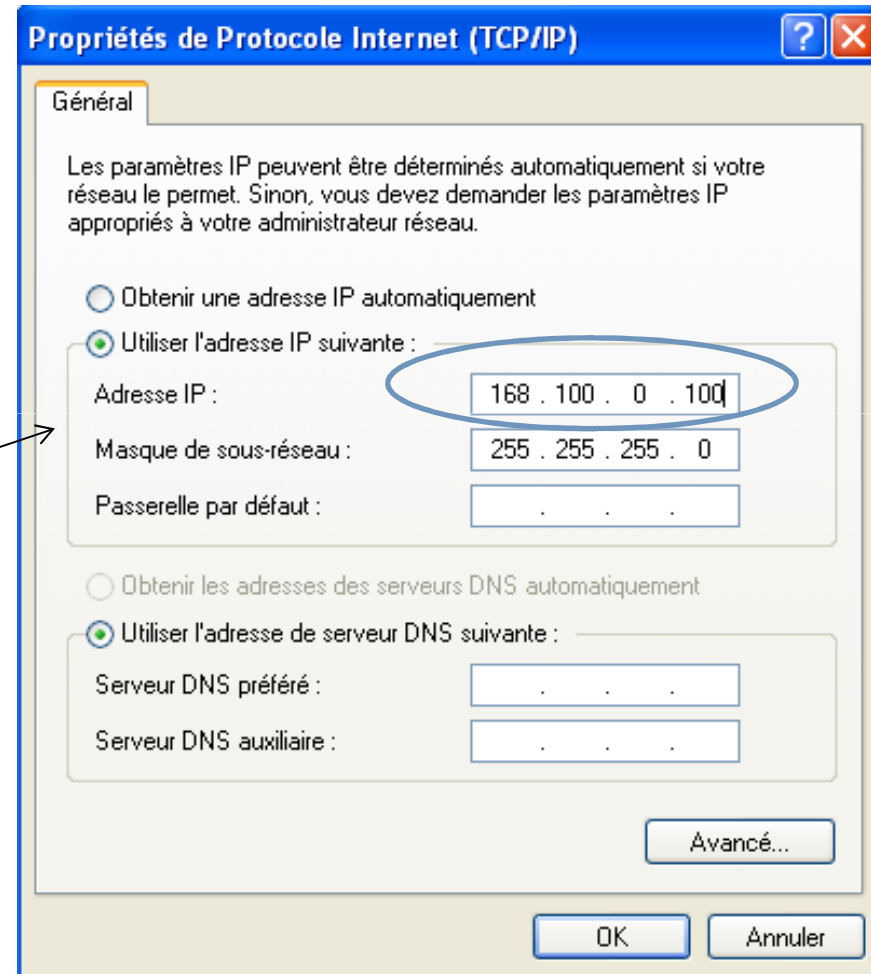 Propriétés de Protocole Internet (TCP/IP)
Général
Les paramètres IP peuvent être déterminés automatiquement si votre
réseau le permet. Sinon, vous devez demander les paramètres IP
appropriés à votre administrateur réseau.
Obtenir une adresse IP automatiquement
Utiliser l'adresse IP suivante :
Adresse IP : 168 . 100 . 0 . 100
Masque de sous-réseau : 255 . 255 . 255 . 0
Passerelle par défaut : . . .
Obtenir les adresses des serveurs DNS automatiquement
Utiliser l'adresse de serveur DNS suivante :
Serveur DNS préféré : . . .
Serveur DNS auxiliaire : . . .
Avancé...
OK Annuler